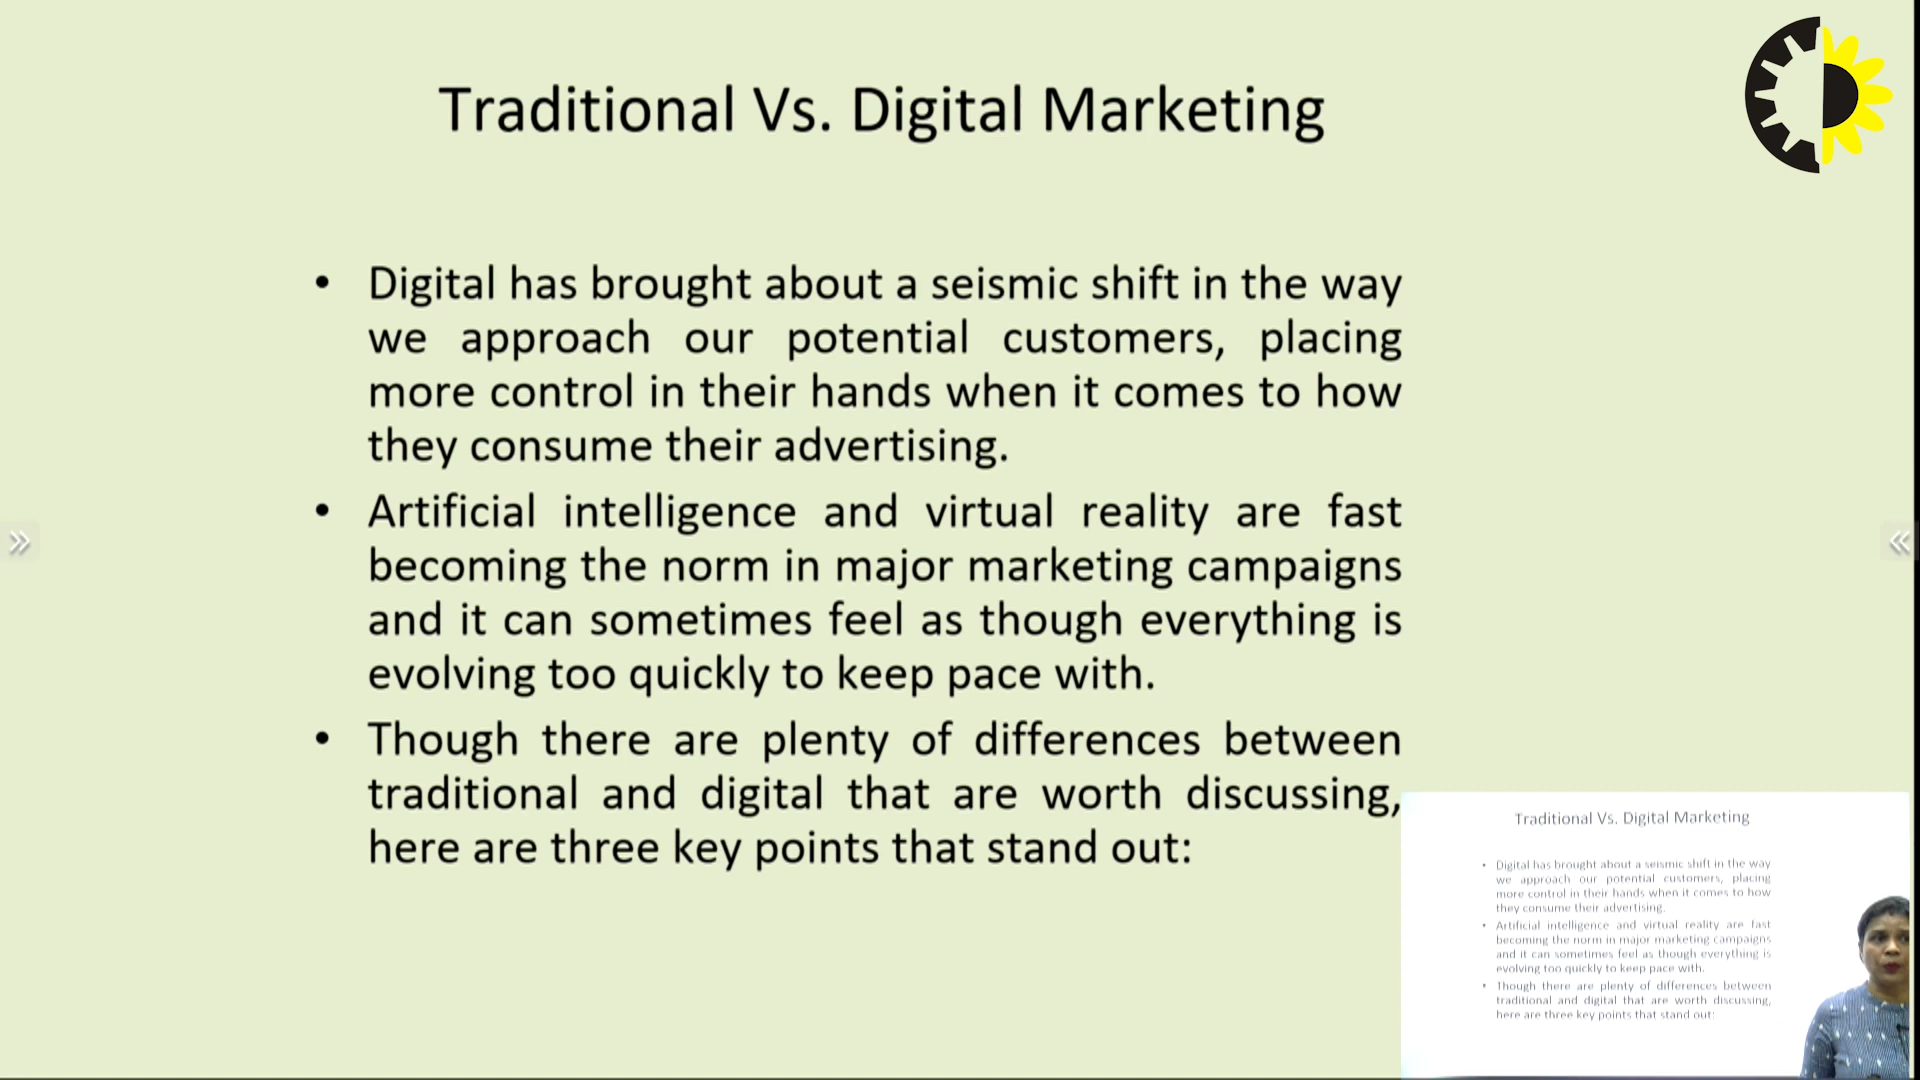 Traditional Vs. Digital Marketing
• Digital has brought about a seismic shift in the way
we approach our potential customers, placing
more control in their hands when it comes to how
they consume their advertising.
• Artificial intelligence and virtual reality are fast
becoming the norm in major marketing campaigns
and it can sometimes feel as though everything is
evolving too quickly to keep pace with.
• Though there are plenty of differences between
traditional and digital that are worth discussing,
here are three key points that stand out:
Traditional Vs. Digital Marketing
• Digital has brought about a seismic shift in the way
we approach our potential customers, placing
more control in their hands when it comes to how
they consume their advertising.
• Artificial intelligence and virtual reality are fast
becoming the norm in major marketing campaigns
and it can sometimes feel as though everything is
evolving too quickly to keep pace with.
• Though there are plenty of differences between
traditional and digital that are worth discussing,
here are three key points that stand out: